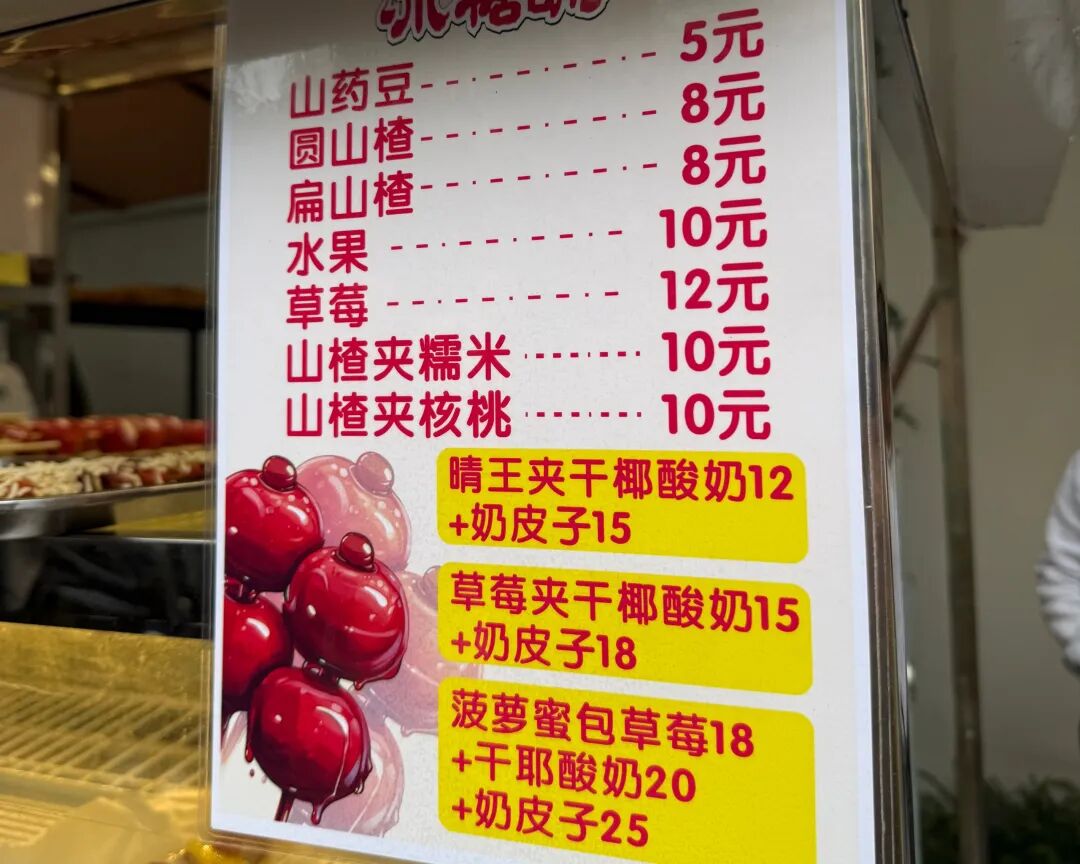 冰糖葫芦
山药豆 5元
圆山楂 8元
扁山楂 8元
水果 10元
草莓 12元
山楂夹糯米 10元
山楂夹核桃 10元
晴王夹干椰酸奶12
+奶皮子15
草莓夹干椰酸奶15
+奶皮子18
菠萝蜜包草莓18
+干耶酸奶20
+奶皮子25